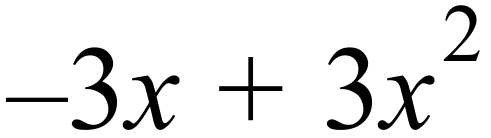 −3x + 3x²